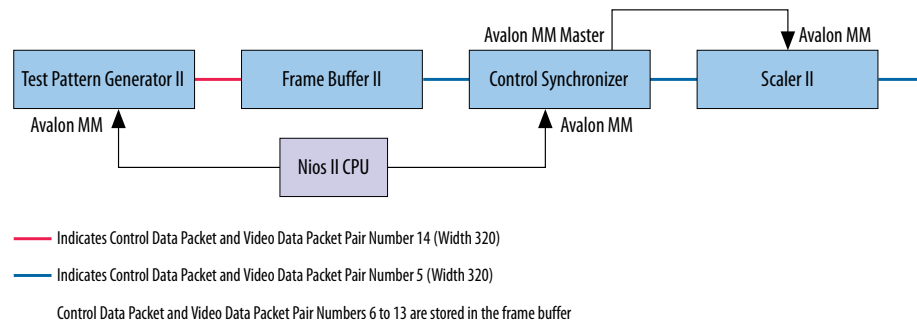 Avalon MM Master
Avalon MM
Test Pattern Generator II
Frame Buffer II
Control Synchronizer
Scaler II
Avalon MM
Avalon MM
Nios II CPU
Indicates Control Data Packet and Video Data Packet Pair Number 14 (Width 320)
Indicates Control Data Packet and Video Data Packet Pair Number 5 (Width 320)
Control Data Packet and Video Data Packet Pair Numbers 6 to 13 are stored in the frame buffer